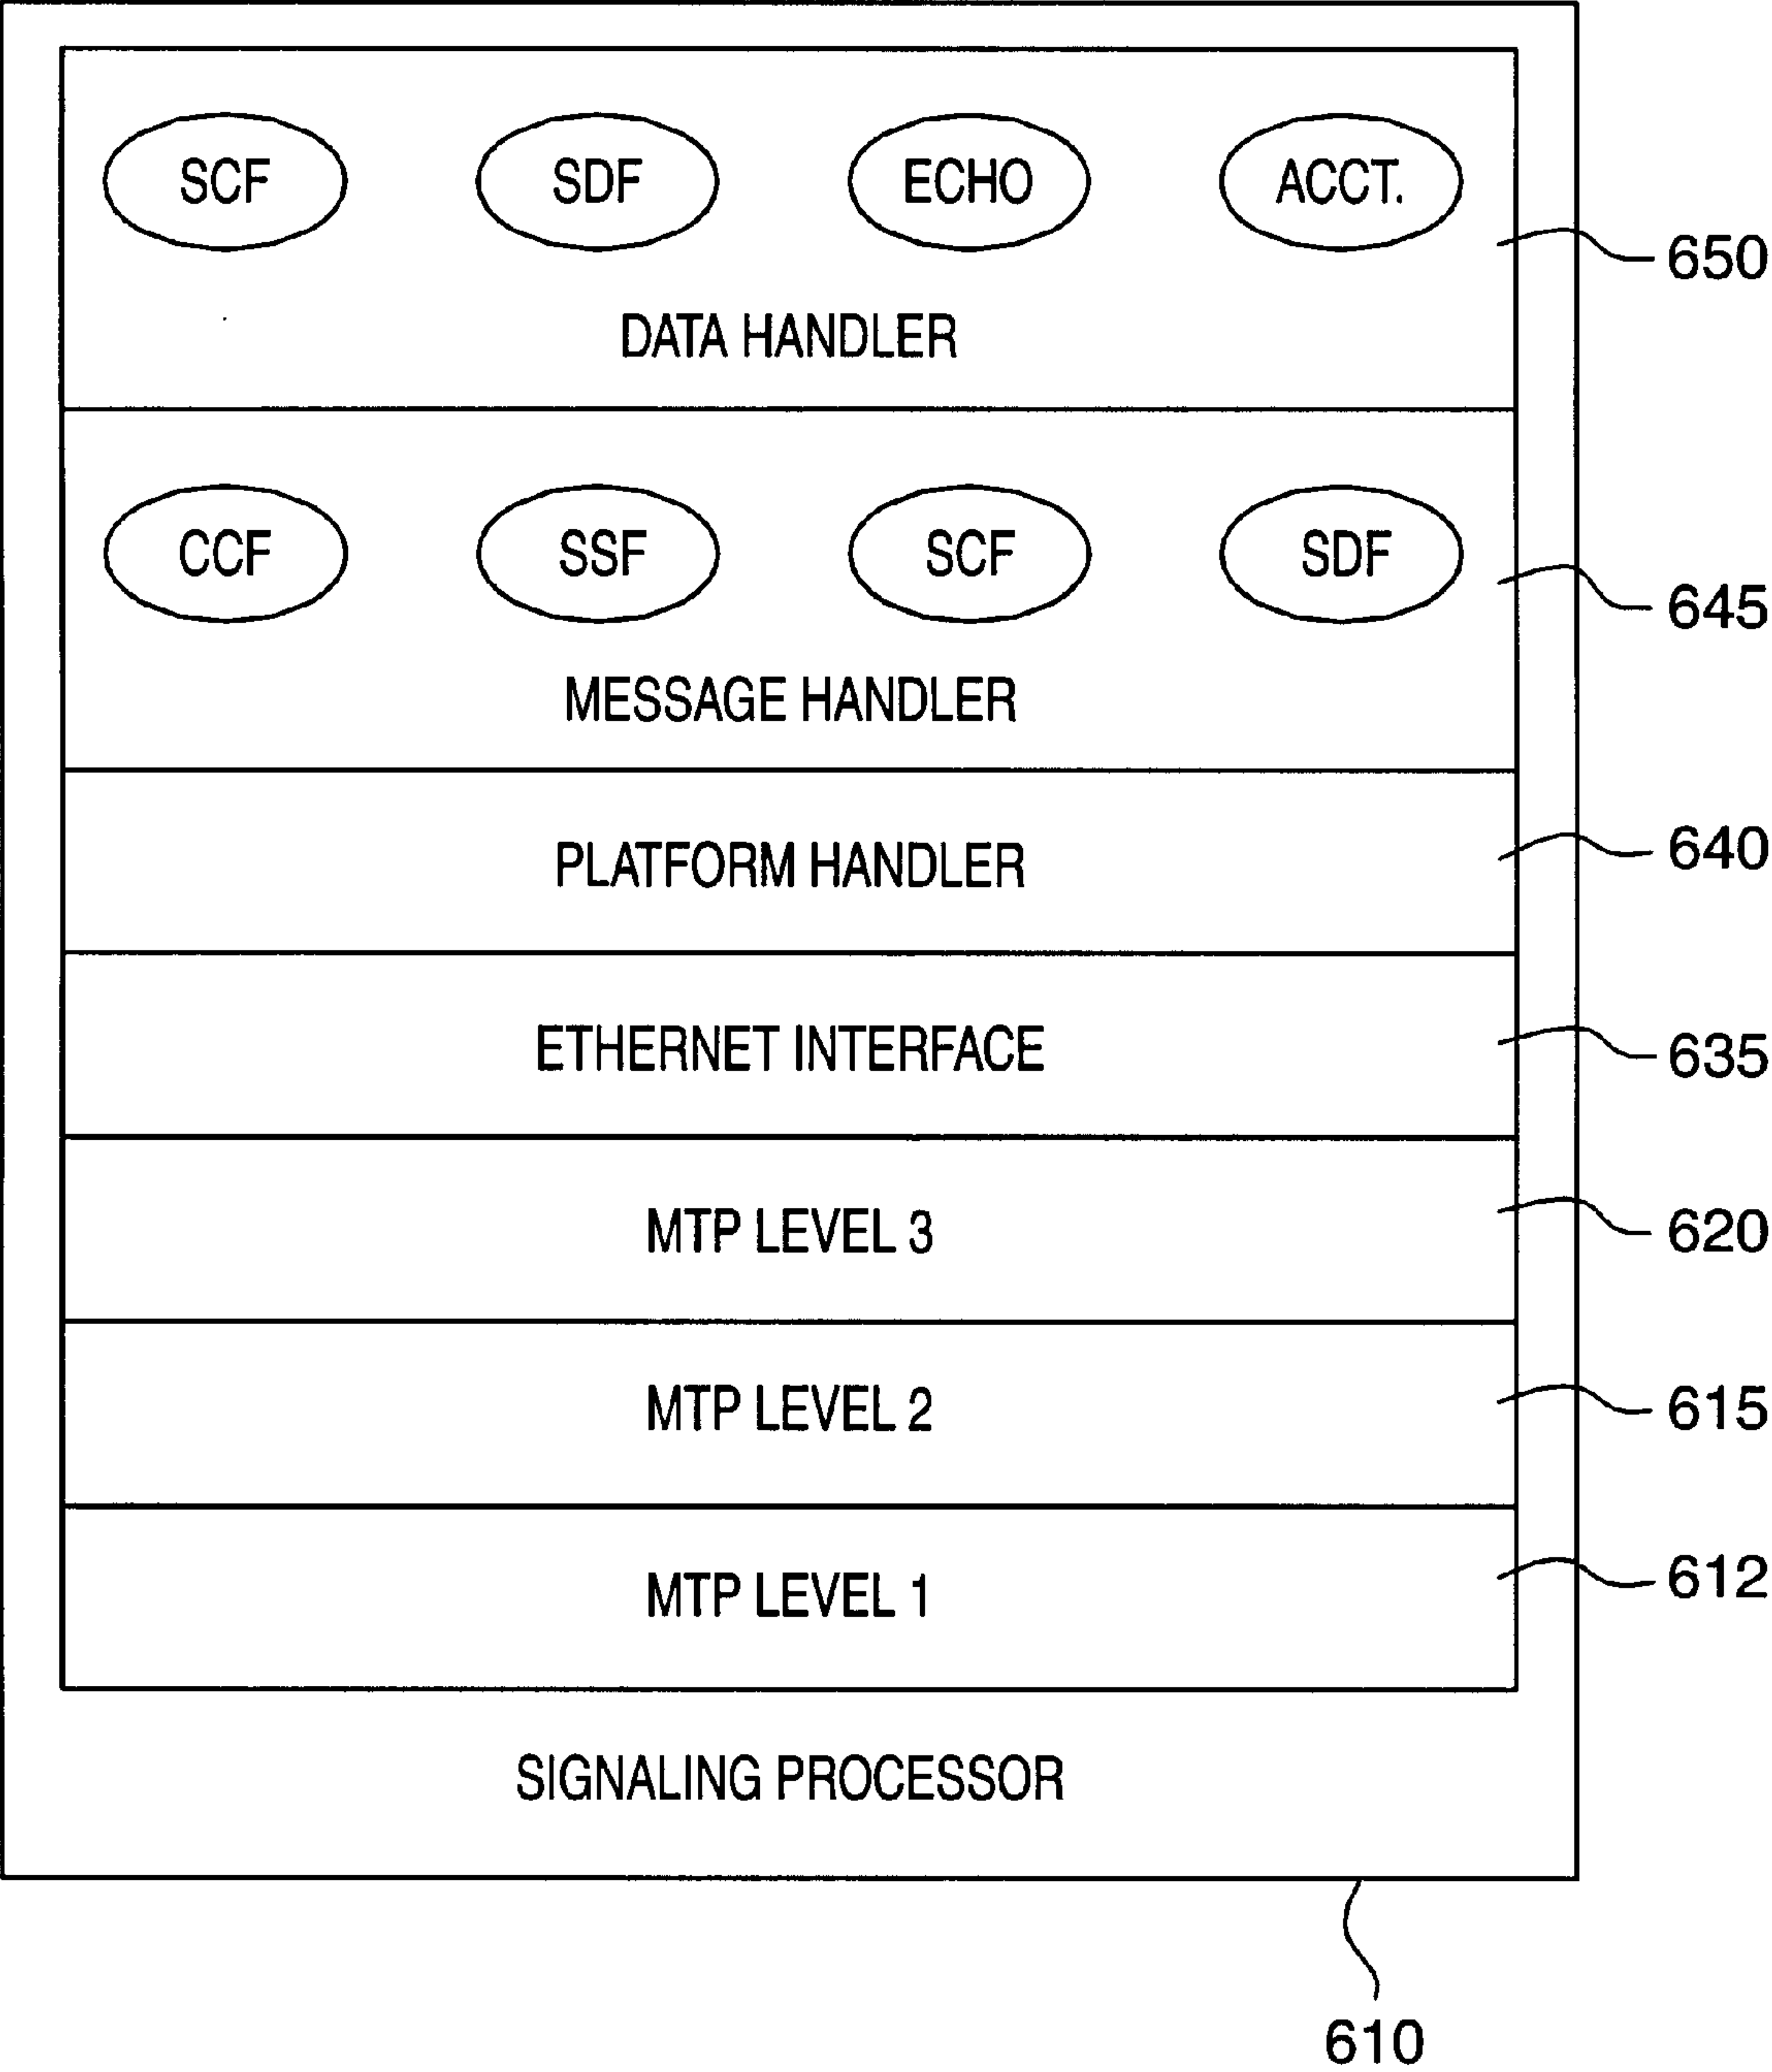 SCF SDF ECHO ACCT.
650
DATA HANDLER
CCF SSF SCF SDF
645
MESSAGE HANDLER
PLATFORM HANDLER 640
ETHERNET INTERFACE 635
MTP LEVEL 3 620
MTP LEVEL 2 615
MTP LEVEL 1 612
SIGNALING PROCESSOR
610